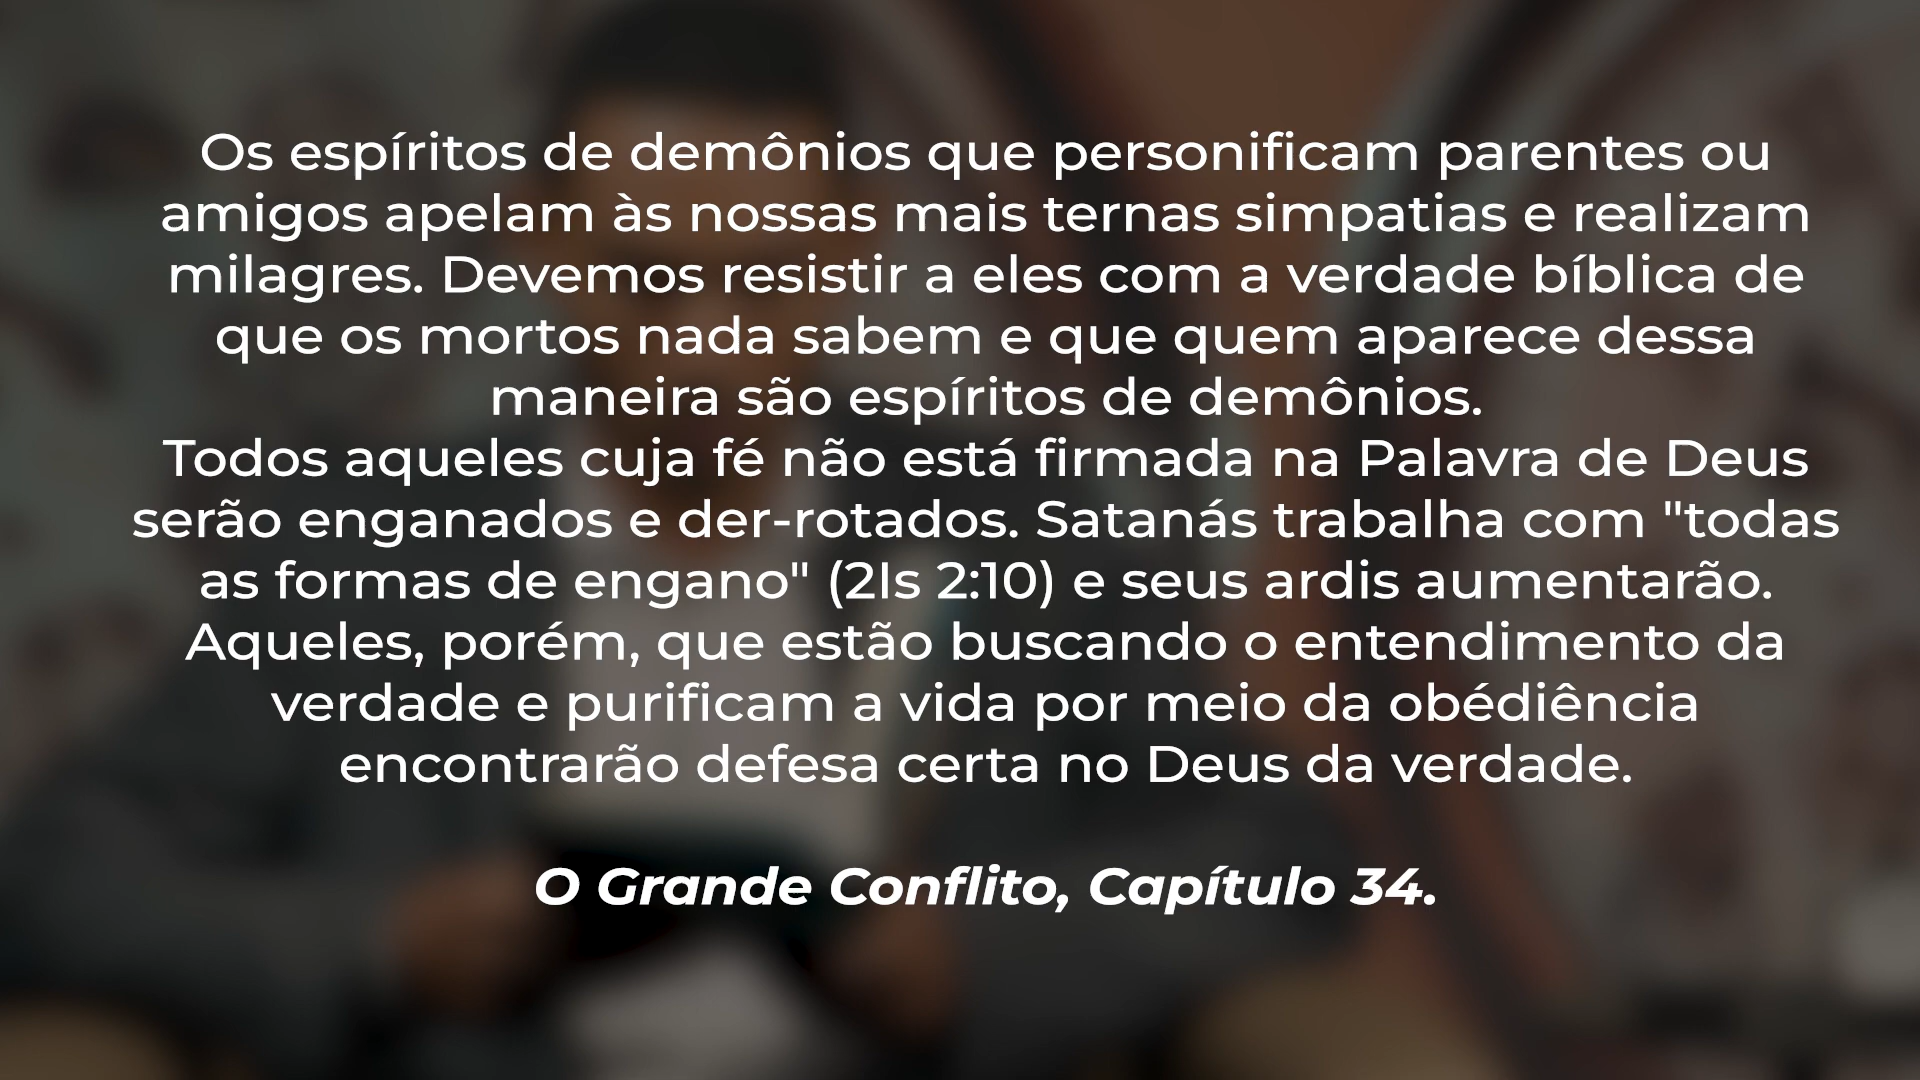 Os espíritos de demônios que personificam parentes ou
amigos apelam às nossas mais ternas simpatias e realizam
milagres. Devemos resistir a eles com a verdade bíblica de
que os mortos nada sabem e que quem aparece dessa
maneira são espíritos de demônios.
Todos aqueles cuja fé não está firmada na Palavra de Deus
serão enganados e der-rotados. Satanás trabalha com "todas
as formas de engano" (2Is 2:10) e seus ardis aumentarão.
Aqueles, porém, que estão buscando o entendimento da
verdade e purificam a vida por meio da obédiência
encontrarão defesa certa no Deus da verdade.
O Grande Conflito, Capítulo 34.